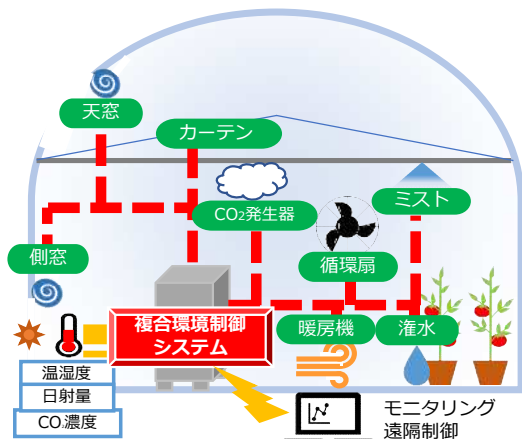 天窓
カーテン
CO₂発生器
ミスト
側窓
循環扇
複合環境制御
システム
暖房機
潅水
温湿度
日射量
CO₂濃度
モニタリング
遠隔制御